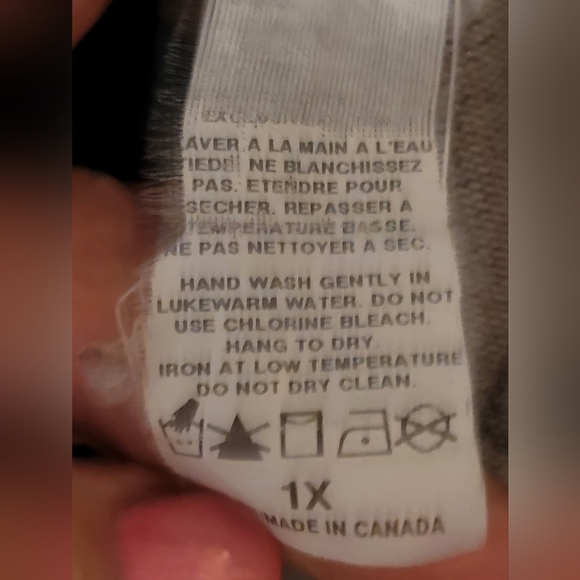 AVER A LA MAIN A L'EAU
IEDE NE BLANCHISSEZ
PAS. ETENDRE POUR
SECHER. REPASSER A
TEMPERATURE BASSE.
NE PAS NETTOYER A SEC.
HAND WASH GENTLY IN
LUKEWARM WATER. DO NOT
USE CHLORINE BLEACH.
HANG TO DRY.
IRON AT LOW TEMPERATURE
DO NOT DRY CLEAN.
1X
MADE IN CANADA